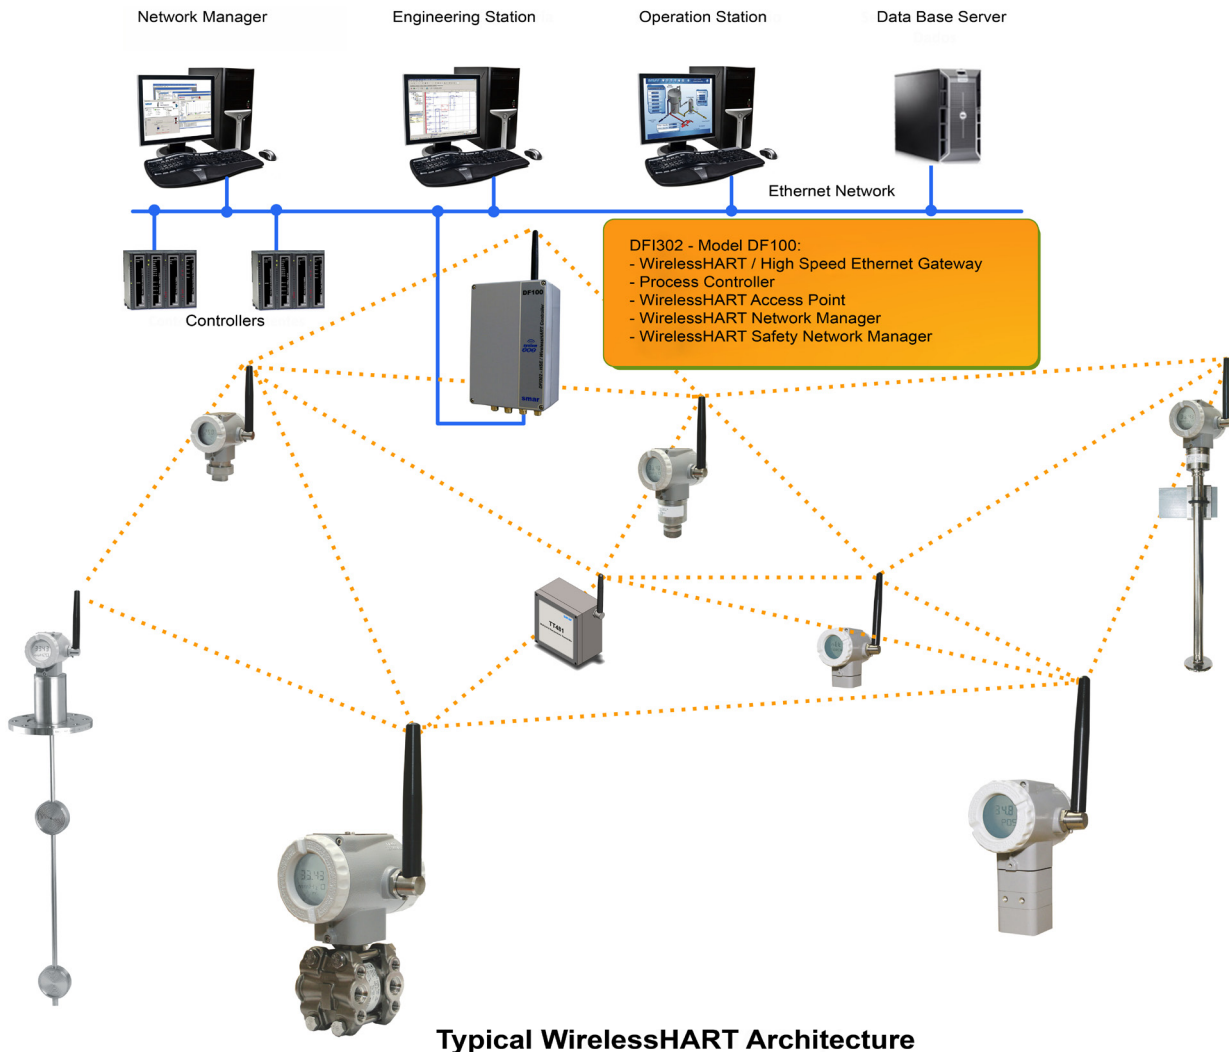 Network Manager
Engineering Station
Operation Station
Data Base Server
Ethernet Network
DFI302 - Model DF100:
- WirelessHART / High Speed Ethernet Gateway
- Process Controller
- WirelessHART Access Point
- WirelessHART Network Manager
- WirelessHART Safety Network Manager
Controllers
DF100
smar
TT481
Typical WirelessHART Architecture